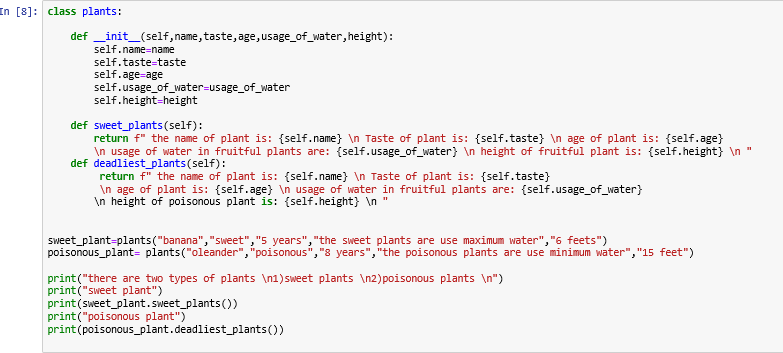 In [8]: class plants:
def __init__(self,name,taste,age,usage_of_water,height):
self.name=name
self.taste=taste
self.age=age
self.usage_of_water=usage_of_water
self.height=height
def sweet_plants(self):
return f" the name of plant is: {self.name} \n Taste of plant is: {self.taste} \n age of plant is: {self.age}
\n usage of water in fruitful plants are: {self.usage_of_water} \n height of fruitful plant is: {self.height} \n "
def deadliest_plants(self):
return f" the name of plant is: {self.name} \n Taste of plant is: {self.taste}
\n age of plant is: {self.age} \n usage of water in fruitful plants are: {self.usage_of_water}
\n height of poisonous plant is: {self.height} \n "
sweet_plant=plants("banana","sweet","5 years","the sweet plants are use maximum water","6 feets")
poisonous_plant= plants("oleander","poisonous","8 years","the poisonous plants are use minimum water","15 feet")
print("there are two types of plants \n1)sweet plants \n2)poisonous plants \n")
print("sweet plant")
print(sweet_plant.sweet_plants())
print("poisonous plant")
print(poisonous_plant.deadliest_plants())